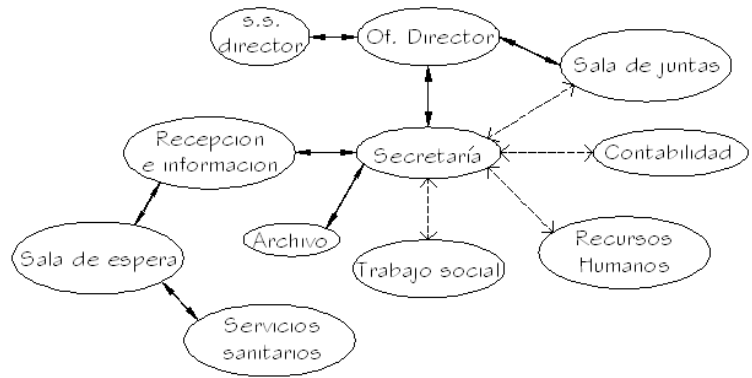 s.s.
director
Of. Director
Sala de juntas
Recepcion
e informacion
Secretaría
Contabilidad
Archivo
Sala de espera
Trabajo social
Recursos
Humanos
Servicios
sanitarios